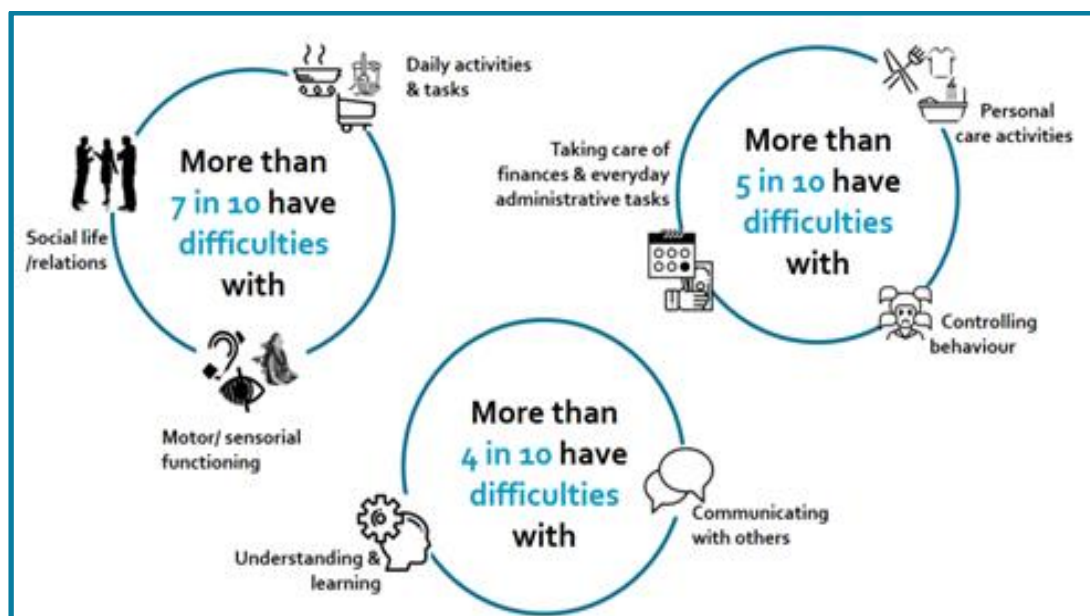 Daily activities
& tasks
More than
7 in 10 have
difficulties
with
Social life
/relations
Motor/ sensorial
functioning
Personal
care activities
Taking care of
finances & everyday
administrative tasks
More than
5 in 10 have
difficulties
with
Controlling
behaviour
More than
4 in 10 have
difficulties
with
Communicating
with others
Understanding &
learning